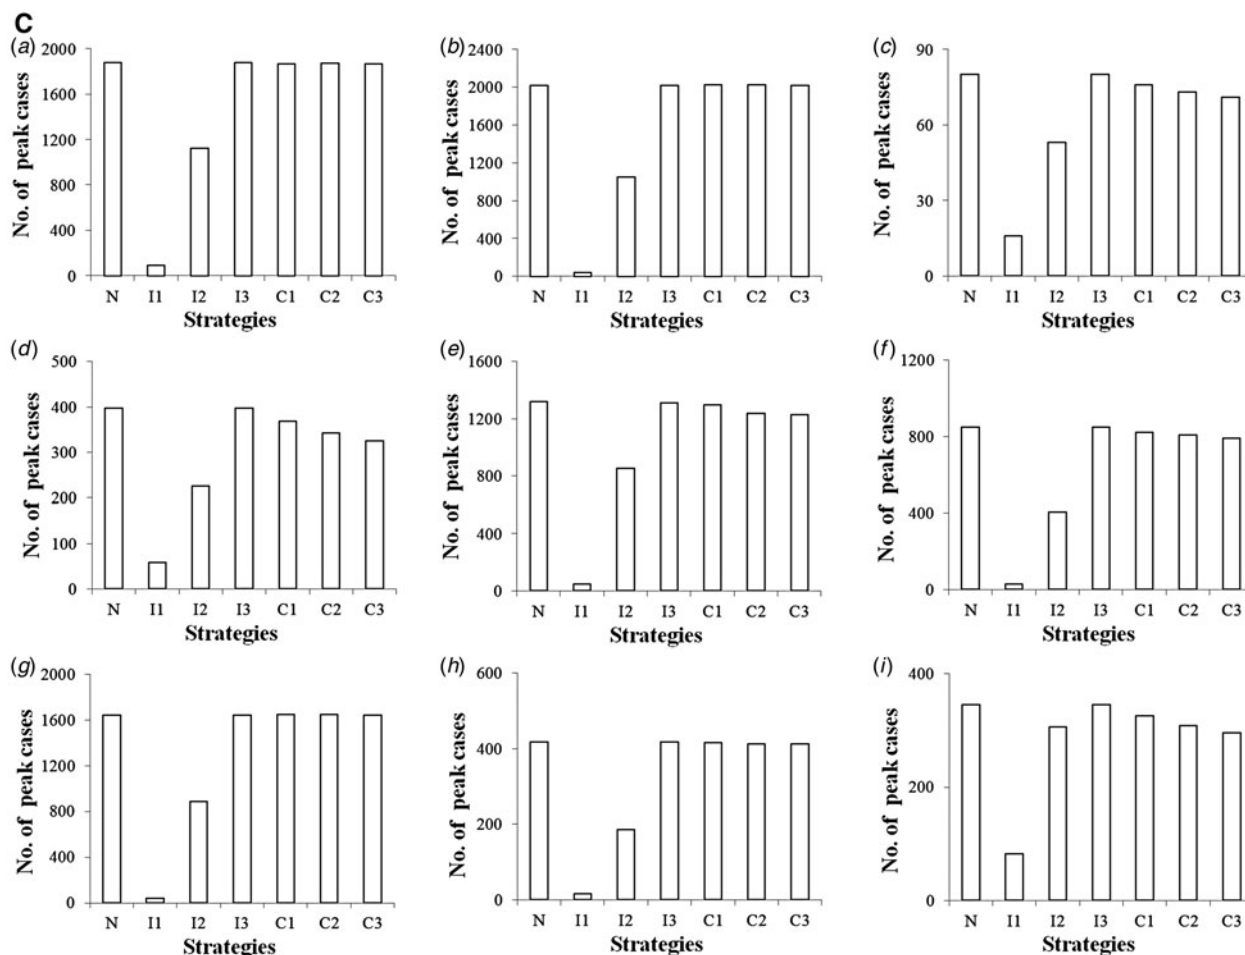 C
(a)
No. of peak cases
2000
1600
1200
800
400
0
N I1 I2 I3 C1 C2 C3
Strategies
(b)
No. of peak cases
2400
2000
1600
1200
800
400
0
N I1 I2 I3 C1 C2 C3
Strategies
(c)
No. of peak cases
90
60
30
0
N I1 I2 I3 C1 C2 C3
Strategies
(d)
No. of peak cases
500
400
300
200
100
0
N I1 I2 I3 C1 C2 C3
Strategies
(e)
No. of peak cases
1600
1200
800
400
0
N I1 I2 I3 C1 C2 C3
Strategies
(f)
No. of peak cases
1200
800
400
0
N I1 I2 I3 C1 C2 C3
Strategies
(g)
No. of peak cases
2000
1600
1200
800
400
0
N I1 I2 I3 C1 C2 C3
Strategies
(h)
No. of peak cases
600
400
200
0
N I1 I2 I3 C1 C2 C3
Strategies
(i)
No. of peak cases
400
200
0
N I1 I2 I3 C1 C2 C3
Strategies